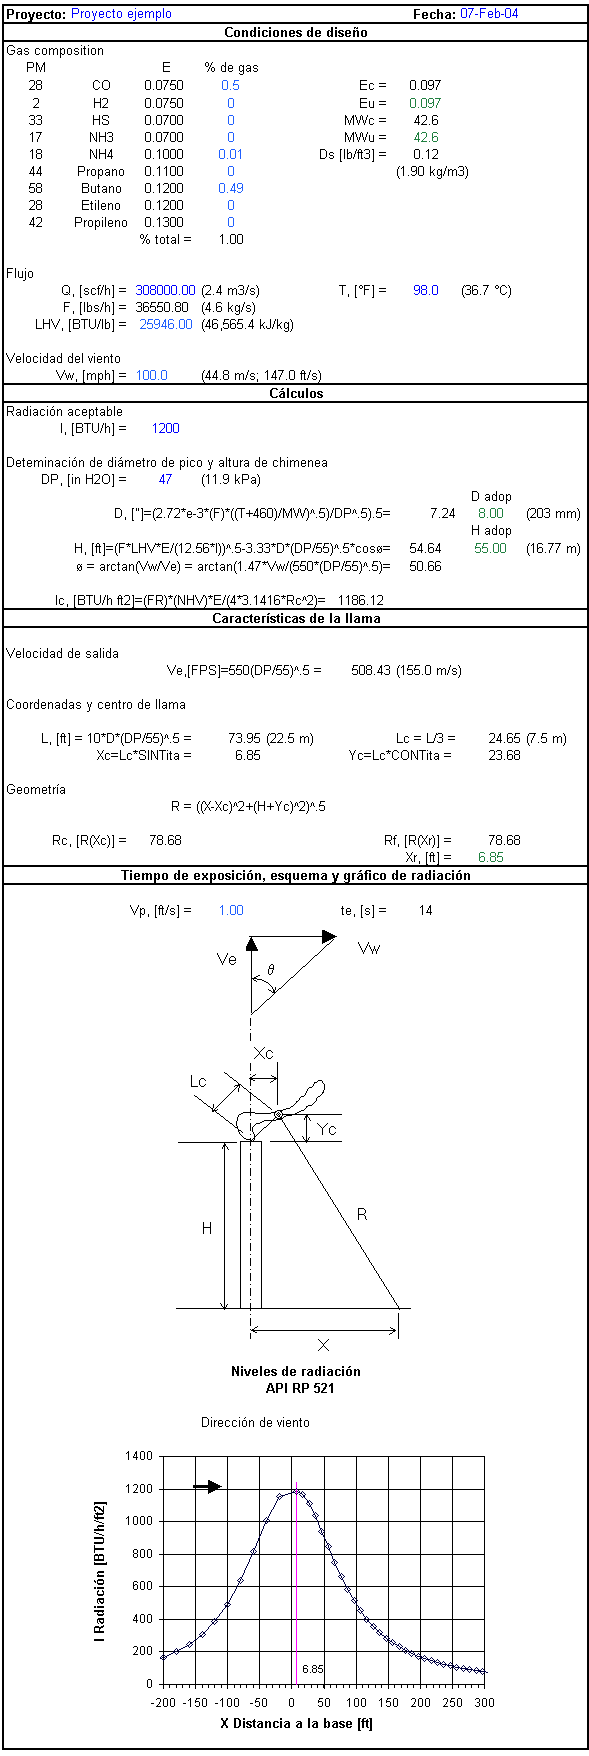 Proyecto: Proyecto ejemplo Fecha: 07-Feb-04
Condiciones de diseño
Gas composition
PM E % de gas
28 CO 0.0750 0.5 Ec = 0.097
2 H2 0.0750 0 Eu = 0.097
33 HS 0.0700 0 MWc = 42.6
17 NH3 0.0700 0 MWu = 42.6
18 NH4 0.1000 0.01 Ds [lb/ft3] = 0.12
44 Propano 0.1100 0 (1.90 kg/m3)
58 Butano 0.1200 0.49
28 Etileno 0.1200 0
42 Propileno 0.1300 0
% total = 1.00
Flujo
Q, [scf/h] = 308000.00 (2.4 m3/s) T, [°F] = 98.0 (36.7 °C)
F, [lbs/h] = 36550.80 (4.6 kg/s)
LHV, [BTU/lb] = 25946.00 (46,565.4 kJ/kg)
Velocidad del viento
Vw, [mph] = 100.0 (44.8 m/s; 147.0 ft/s)
Cálculos
Radiación aceptable
I, [BTU/h] = 1200
Deteminación de diámetro de pico y altura de chimenea
DP, [in H2O] = 47 (11.9 kPa)
D adop
D, ["]=(2.72*e-3*(F)*((T+460)/MW)^.5)/DP^.5).5= 7.24 8.00 (203 mm)
H adop
H, [ft]=(F*LHV*E/(12.56*I))^.5-3.33*D*(DP/55)^.5*cosø= 54.64 55.00 (16.77 m)
ø = arctan(Vw/Ve) = arctan(1.47*Vw/(550*(DP/55)^.5)= 50.66
Ic, [BTU/h ft2]=(FR)*(NHV)*E/(4*3.1416*Rc^2)= 1186.12
Características de la llama
Velocidad de salida
Ve,[FPS]=550(DP/55)^.5 = 508.43 (155.0 m/s)
Coordenadas y centro de llama
L, [ft] = 10*D*(DP/55)^.5 = 73.95 (22.5 m) Lc = L/3 = 24.65 (7.5 m)
Xc=Lc*SINTita = 6.85 Yc=Lc*CONTita = 23.68
Geometría
R = ((X-Xc)^2+(H+Yc)^2)^.5
Rc, [R(Xc)] = 78.68 Rf, [R(Xr)] = 78.68
Xr, [ft] = 6.85
Tiempo de exposición, esquema y gráfico de radiación
Vp, [ft/s] = 1.00 te, [s] = 14
Ve Vw
θ
Xc
Lc
Yc
R
H
X
Niveles de radiación
API RP 521
Dirección de viento
I Radiación [BTU/h/ft2]
1400
1200
1000
800
600
400
200
0
6.85
-200 -150 -100 -50 0 50 100 150 200 250 300
X Distancia a la base [ft]